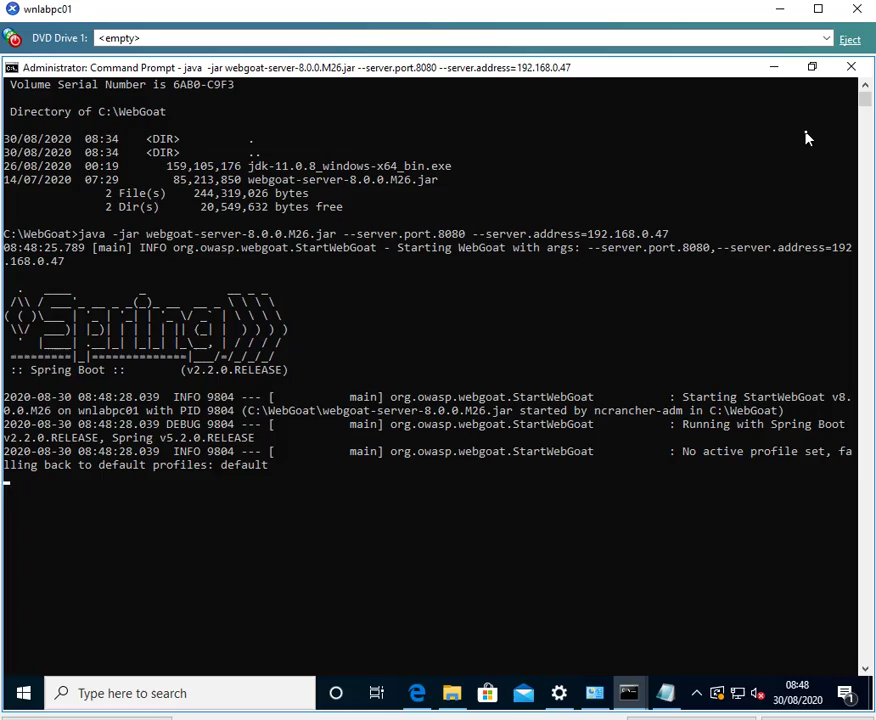 wnlabpc01
DVD Drive 1: <empty> Eject
Administrator: Command Prompt - java -jar webgoat-server-8.0.0.M26.jar --server.port.8080 --server.address=192.168.0.47
Volume Serial Number is 6AB0-C9F3
Directory of C:\WebGoat
30/08/2020 08:34 <DIR> .
30/08/2020 08:34 <DIR> ..
26/08/2020 00:19 159,105,176 jdk-11.0.8_windows-x64_bin.exe
14/07/2020 07:29 85,213,850 webgoat-server-8.0.0.M26.jar
2 File(s) 244,319,026 bytes
2 Dir(s) 20,549,632 bytes free
C:\WebGoat>java -jar webgoat-server-8.0.0.M26.jar --server.port.8080 --server.address=192.168.0.47
08:48:25.789 [main] INFO org.owasp.webgoat.StartWebGoat - Starting WebGoat with args: --server.port.8080,--server.address=192
.168.0.47
Spring
:: Spring Boot :: (v2.2.0.RELEASE)
2020-08-30 08:48:28.039 INFO 9804 --- [ main] org.owasp.webgoat.StartWebGoat : Starting StartWebGoat v8.
0.0.M26 on wnlabpc01 with PID 9804 (C:\WebGoat\webgoat-server-8.0.0.M26.jar started by ncrancher-adm in C:\WebGoat)
2020-08-30 08:48:28.039 DEBUG 9804 --- [ main] org.owasp.webgoat.StartWebGoat : Running with Spring Boot
v2.2.0.RELEASE, Spring v5.2.0.RELEASE
2020-08-30 08:48:28.039 INFO 9804 --- [ main] org.owasp.webgoat.StartWebGoat : No active profile set, fa
lling back to default profiles: default
Type here to search
08:48
30/08/2020
1